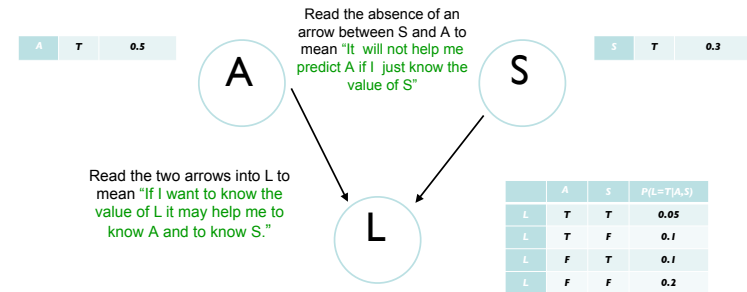 Read the absence of an
arrow between S and A to
mean “It will not help me
predict A if I just know the
value of S”
A T 0.5
S T 0.3
A
S
Read the two arrows into L to
mean “If I want to know the
value of L it may help me to
know A and to know S.”
L
A S P(L=T|A,S)
L T T 0.05
L T F 0.1
L F T 0.1
L F F 0.2